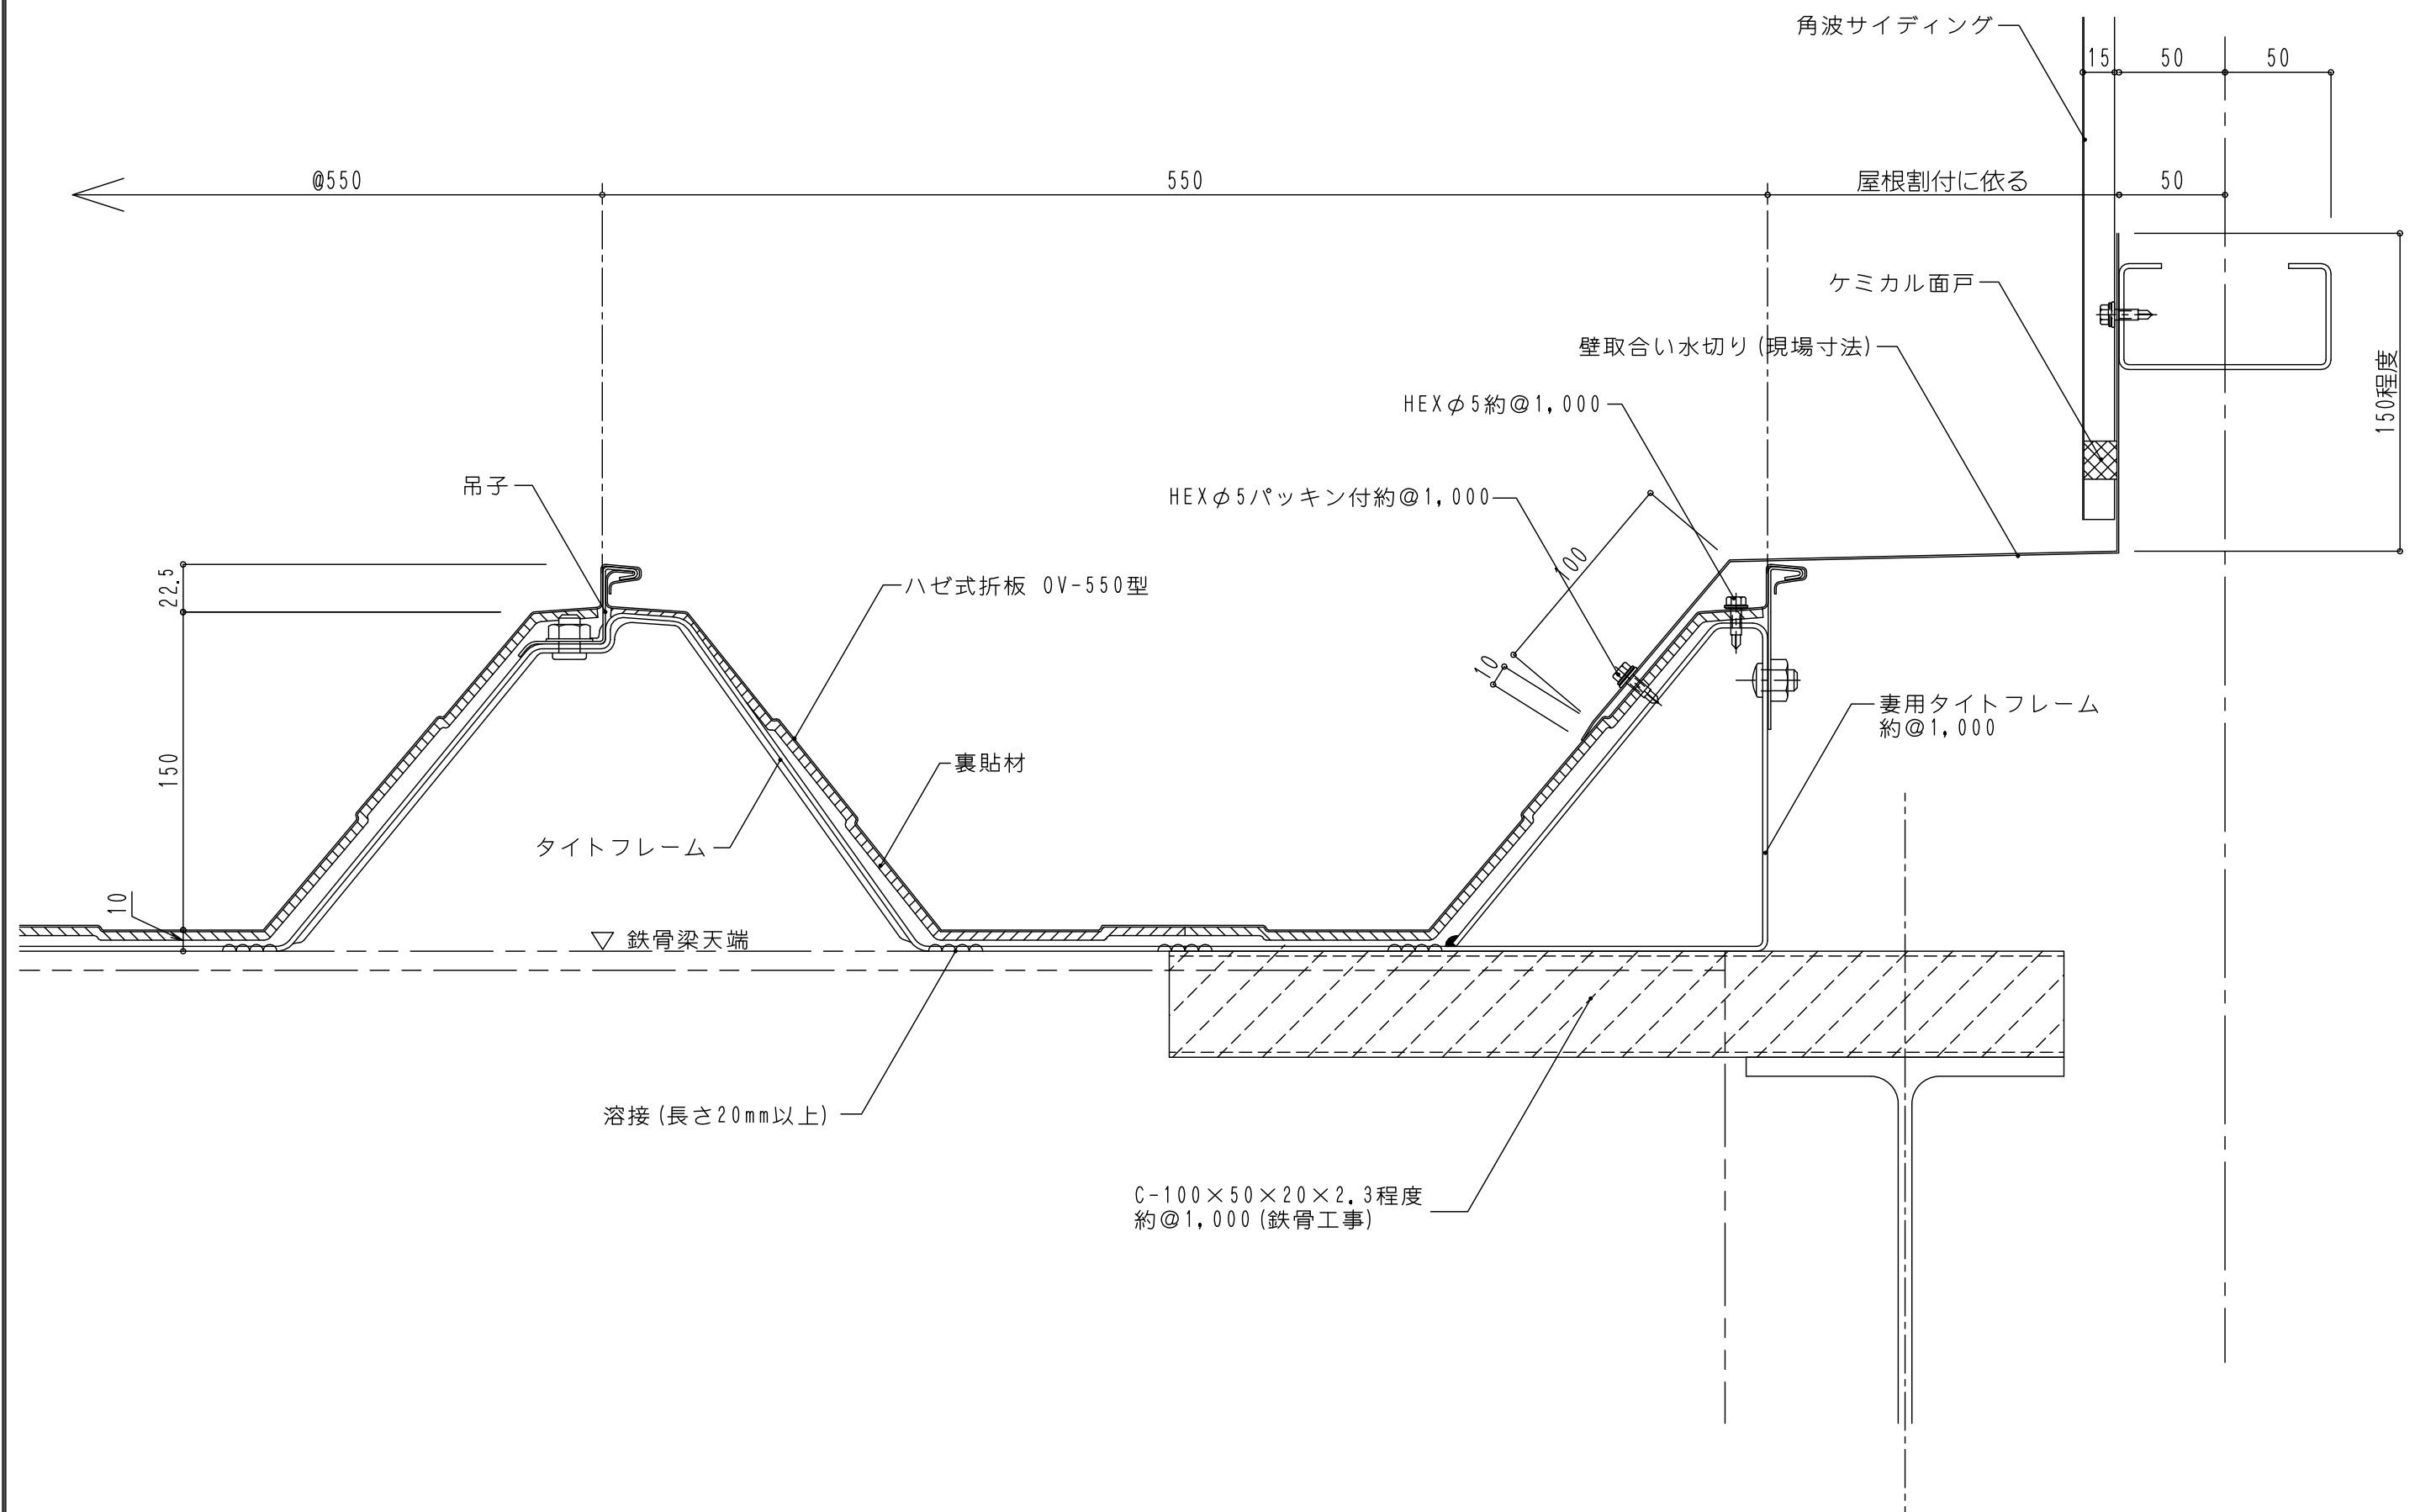 角波サイディング
15
50
50
@550
550
屋根割付に依る
50
ケミカル面戸
壁取合い水切り(現場寸法)
150程度
HEXφ5約@1,000
吊子
HEXφ5パッキン付約@1,000
100
22.5
ハゼ式折板 OV-550型
10
妻用タイトフレーム
約@1,000
150
裏貼材
タイトフレーム
10
▽ 鉄骨梁天端
溶接(長さ20mm以上)
C-100×50×20×2.3程度
約@1,000(鉄骨工事)